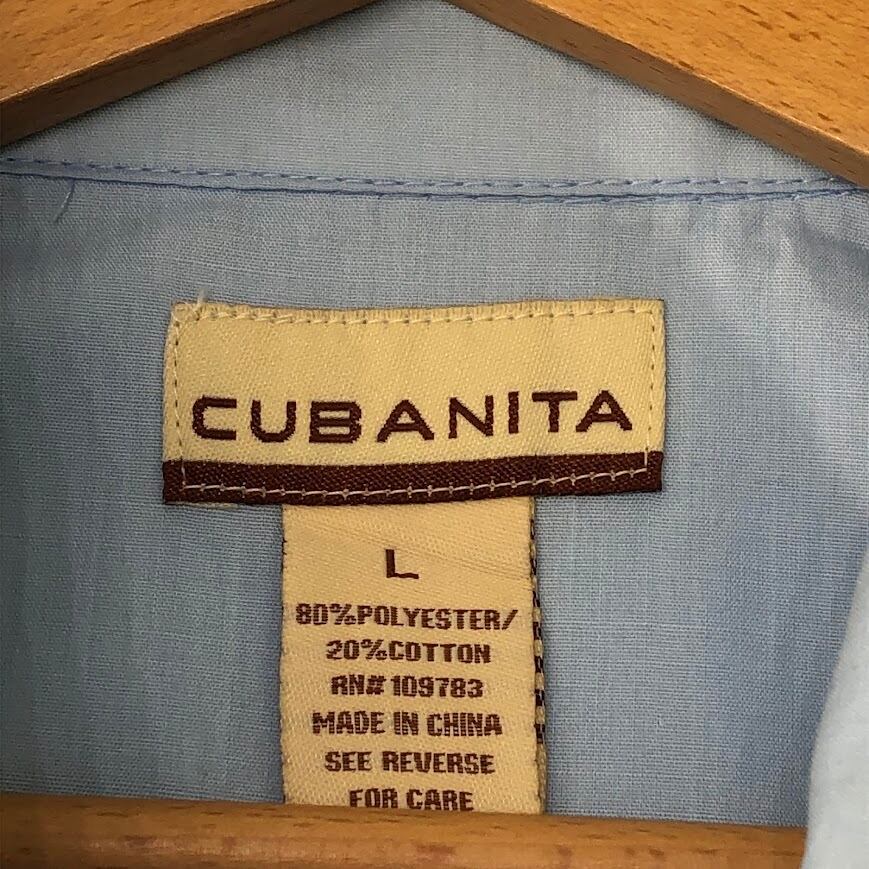 CUBANITA
L
80%POLYESTER/
20%COTTON
RN# 109783
MADE IN CHINA
SEE REVERSE
FOR CARE